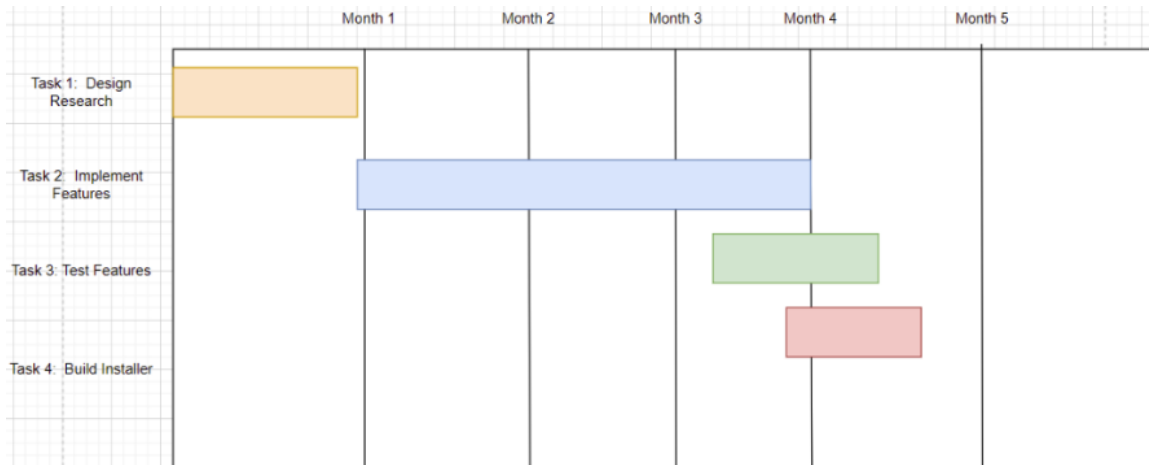 Month 1
Month 2
Month 3
Month 4
Month 5
Task 1: Design
Research
Task 2: Implement
Features
Task 3: Test Features
Task 4: Build Installer